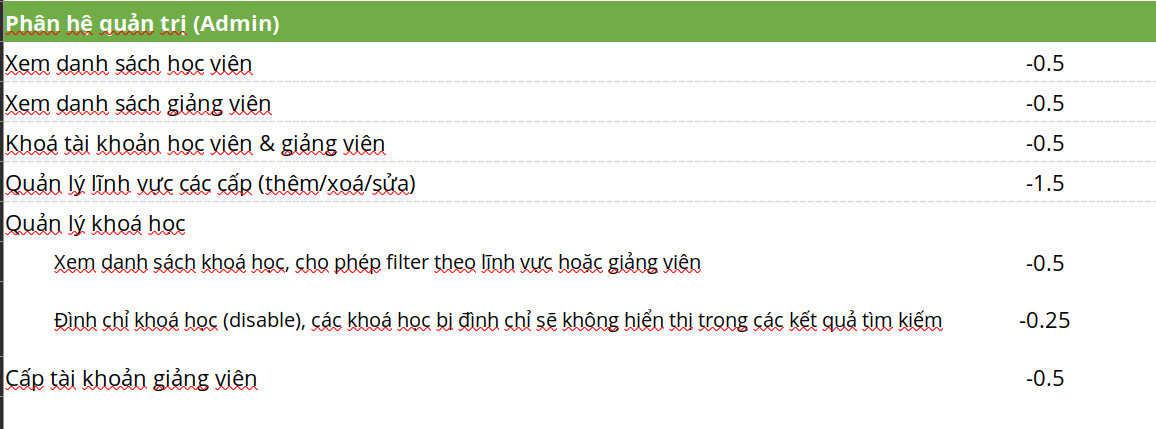 Phân hệ quản trị (Admin)
Xem danh sách học viên -0.5
Xem danh sách giảng viên -0.5
Khoá tài khoản học viên & giảng viên -0.5
Quản lý lĩnh vực các cấp (thêm/xoá/sửa) -1.5
Quản lý khoá học
Xem danh sách khoá học, cho phép filter theo lĩnh vực hoặc giảng viên -0.5
Đình chỉ khoá học (disable), các khoá học bị đình chỉ sẽ không hiển thị trong các kết quả tìm kiếm -0.25
Cấp tài khoản giảng viên -0.5